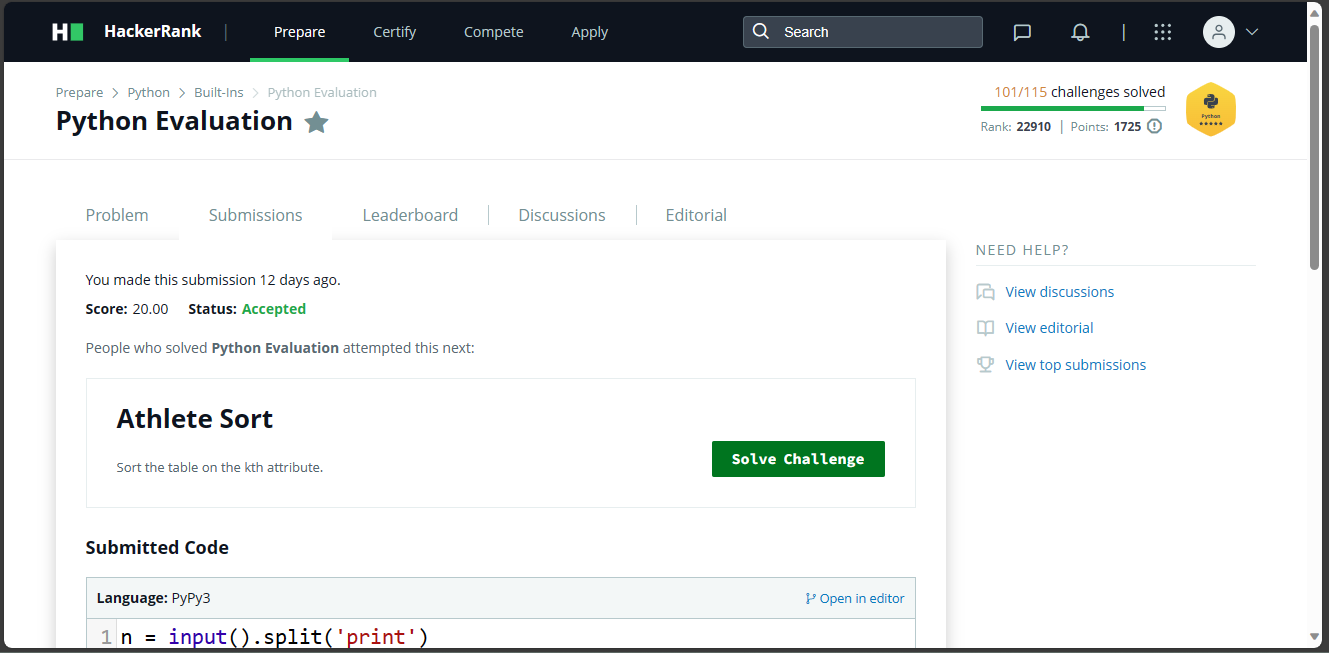 HackerRank | Prepare Certify Compete Apply Search
Prepare > Python > Built-Ins > Python Evaluation
Python Evaluation
101/115 challenges solved
Rank: 22910 | Points: 1725
Python
Problem Submissions Leaderboard Discussions Editorial
You made this submission 12 days ago.
Score: 20.00 Status: Accepted
People who solved Python Evaluation attempted this next:
Athlete Sort
Sort the table on the kth attribute.
Solve Challenge
Submitted Code
Language: PyPy3 Open in editor
1 n = input().split('print')
NEED HELP?
View discussions
View editorial
View top submissions